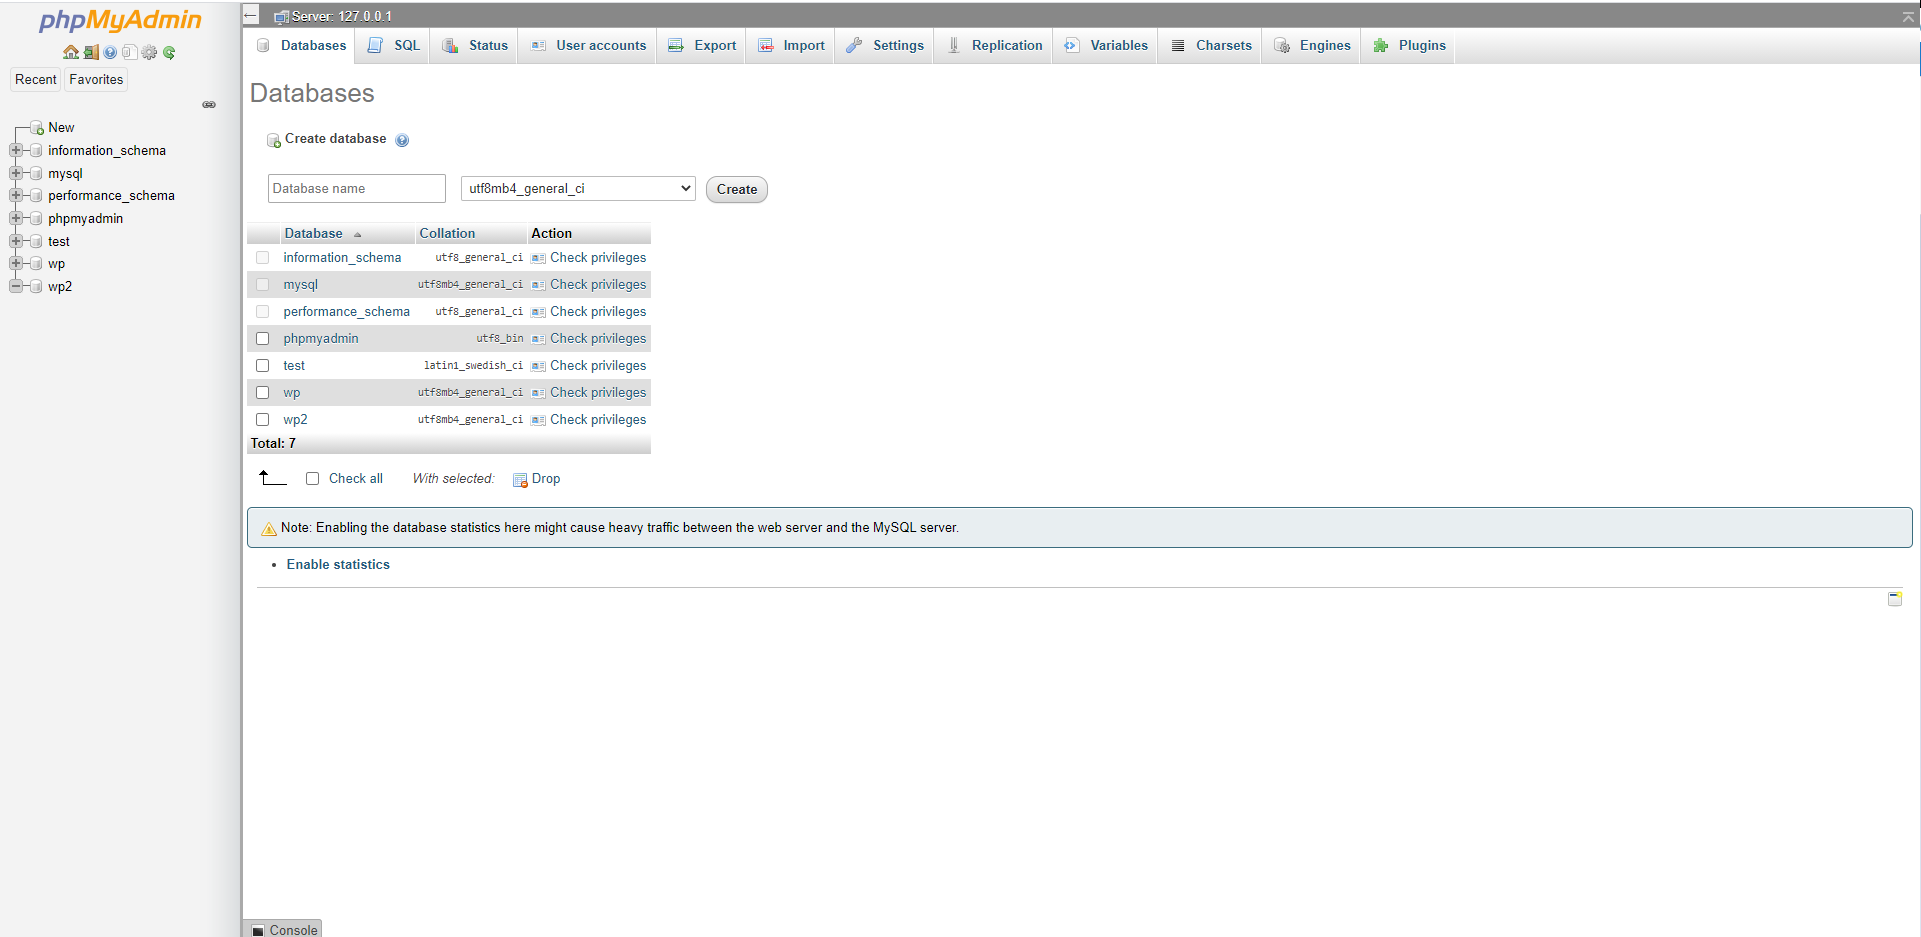 phpMyAdmin
Recent Favorites
New
information_schema
mysql
performance_schema
phpmyadmin
test
wp
wp2
Server: 127.0.0.1
Databases SQL Status User accounts Export Import Settings Replication Variables Charsets Engines Plugins
Databases
Create database
Database name utf8mb4_general_ci Create
Database Collation Action
information_schema utf8_general_ci Check privileges
mysql utf8mb4_general_ci Check privileges
performance_schema utf8_general_ci Check privileges
phpmyadmin utf8_bin Check privileges
test latin1_swedish_ci Check privileges
wp utf8mb4_general_ci Check privileges
wp2 utf8mb4_general_ci Check privileges
Total: 7
Check all With selected: Drop
Note: Enabling the database statistics here might cause heavy traffic between the web server and the MySQL server.
• Enable statistics
Console